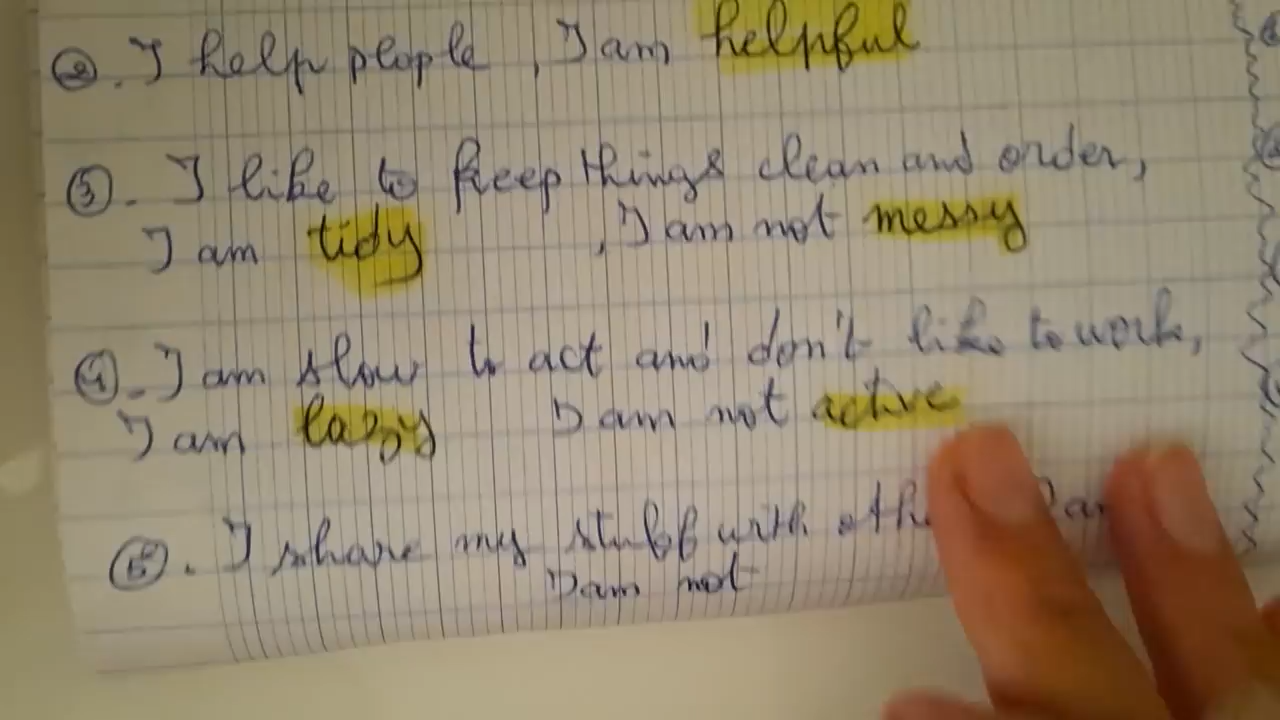 2. I help people, I am helpful
3. I like to keep things clean and order,
I am tidy , I am not messy
4. I am slow to act and don't like to work,
I am lazy I am not active
5. I share my stuff with
I am not